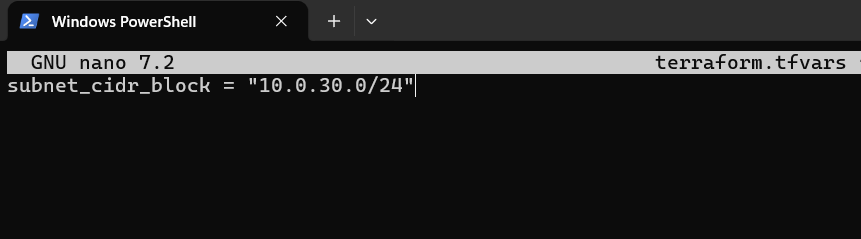 Windows PowerShell
GNU nano 7.2 terraform.tfvars
subnet_cidr_block = "10.0.30.0/24"